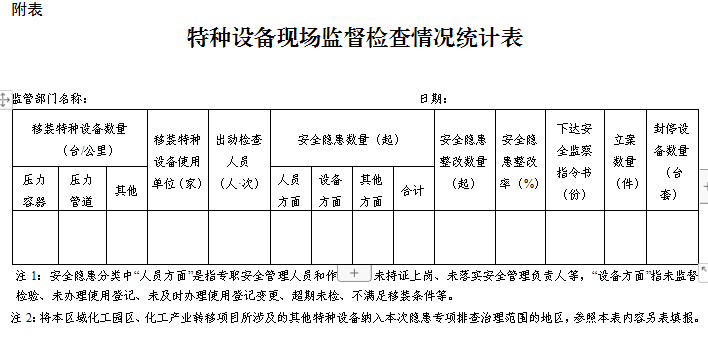 附表
特种设备现场监督检查情况统计表
监管部门名称： 日期：
移装特种设备数量（台/公里） 移装特种设备使用单位（家） 出动检查人员（人·次） 安全隐患数量（起） 安全隐患整改数量（起） 安全隐患整改率（%） 下达安全监察指令书（份） 立案数量（件） 封停设备数量（台套）
压力容器 压力管道 其他 人员方面 设备方面 其他方面 合计
注 1：安全隐患分类中“人员方面”是指专职安全管理人员和作 未持证上岗、未落实安全管理负责人等，“设备方面”指未监督
检验、未办理使用登记、未及时办理使用登记变更、超期未检、不满足移装条件等。
注 2：将本区域化工园区、化工产业转移项目所涉及的其他特种设备纳入本次隐患专项排查治理范围的地区，参照本表内容另表填报。